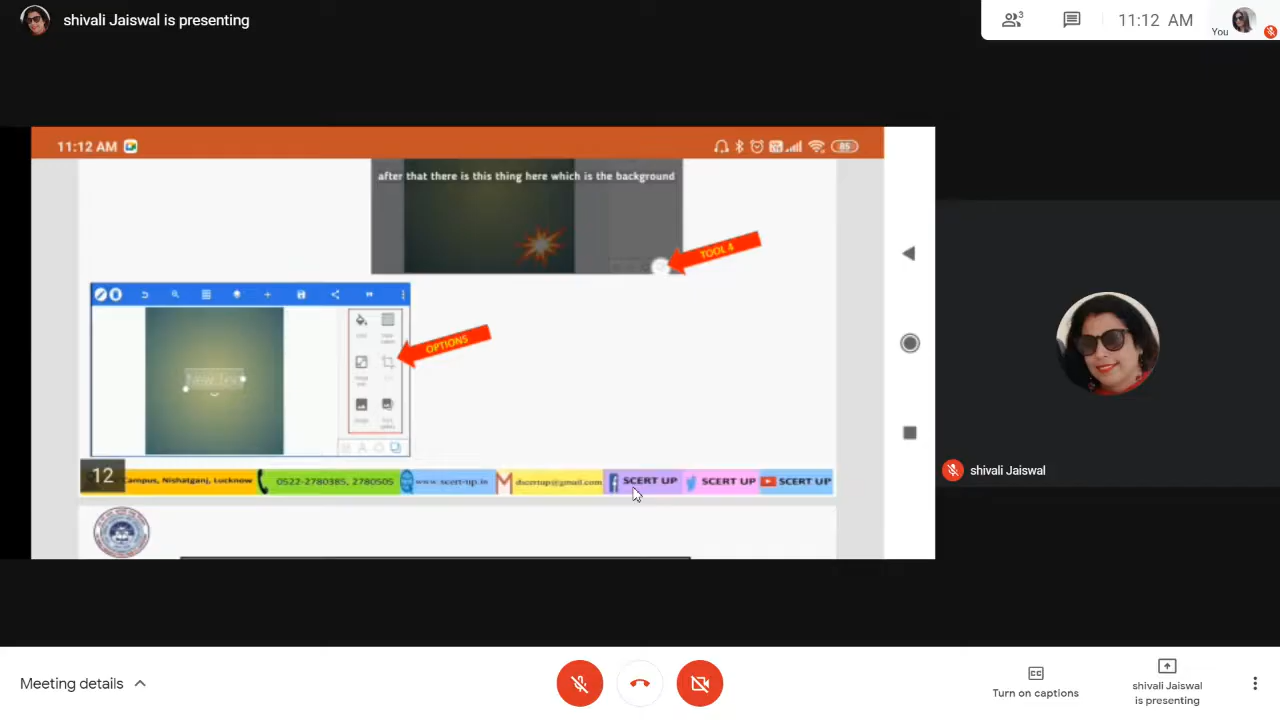 shivali Jaiswal is presenting
3
11:12 AM
You
11:12 AM
85
after that there is this thing here which is the background
TOOL 4
OPTIONS
12
Campus, Nishatganj, Lucknow
0522-2780385, 2780505
www.scert-up.in
dscertup@gmail.com
SCERT UP
SCERT UP
SCERT UP
shivali Jaiswal
Meeting details
Turn on captions
shivali Jaiswal
is presenting